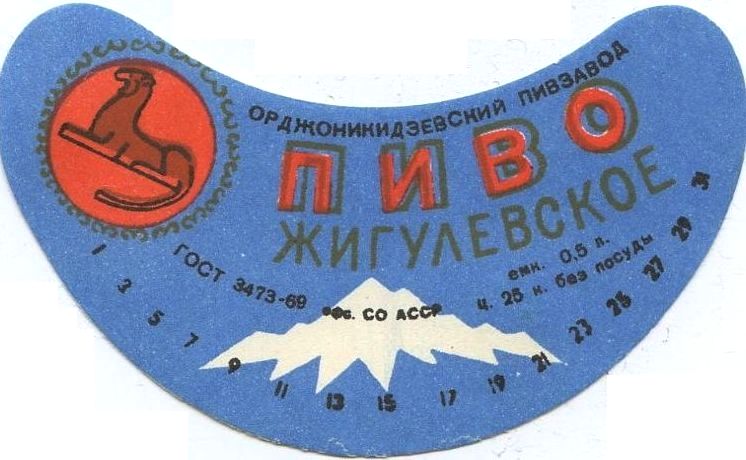 ОРДЖОНИКИДЗЕВСКИЙ ПИВЗАВОД
ПИВО
ЖИГУЛЕВСКОЕ
ГОСТ 3473-69
СО АССР
емк. 0,5 л.
ц. 25 к. без посуды
1 3 5 7 9 11 13 15 17 19 21 23 25 27 29 31